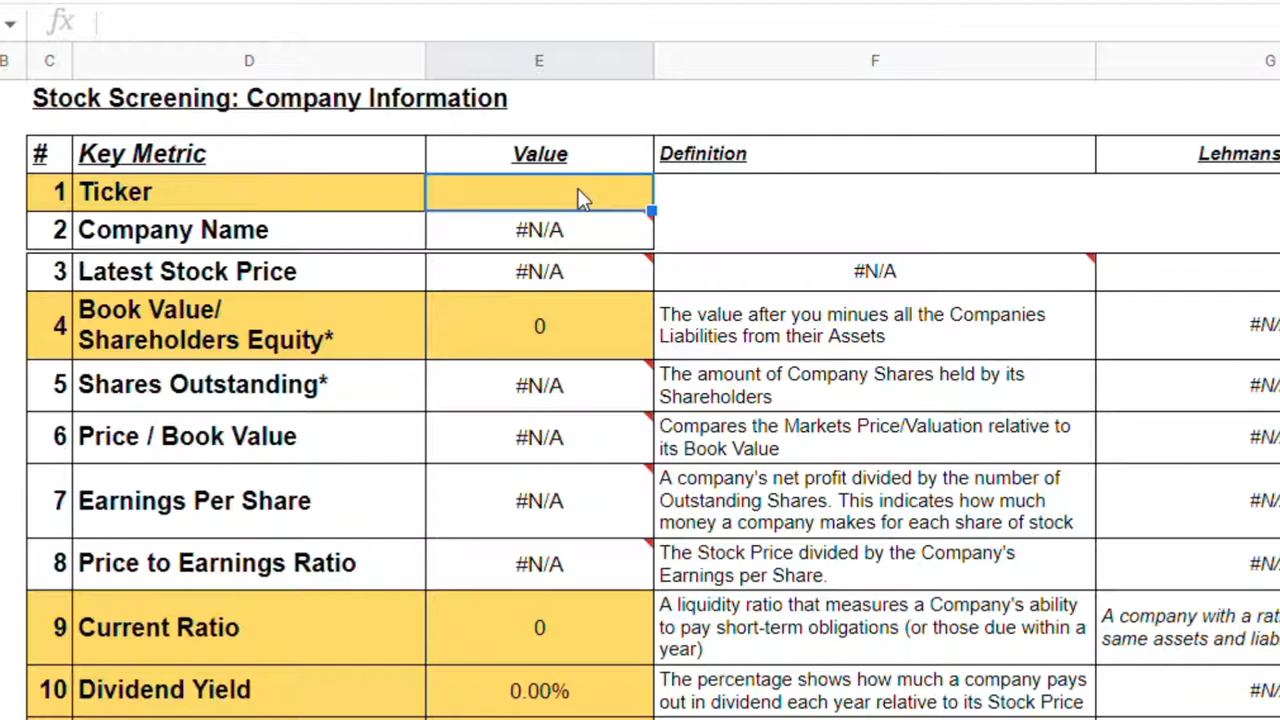 fx
B C D E F G
Stock Screening: Company Information
# Key Metric Value Definition Lehmans
1 Ticker
2 Company Name #N/A
3 Latest Stock Price #N/A #N/A
4 Book Value/
Shareholders Equity* 0 The value after you minues all the Companies
Liabilities from their Assets #N/
5 Shares Outstanding* #N/A The amount of Company Shares held by its
Shareholders #N/
6 Price / Book Value #N/A Compares the Markets Price/Valuation relative to
its Book Value #N/
7 Earnings Per Share #N/A A company's net profit divided by the number of
Outstanding Shares. This indicates how much
money a company makes for each share of stock #N/
8 Price to Earnings Ratio #N/A The Stock Price divided by the Company's
Earnings per Share. #N/
9 Current Ratio 0 A liquidity ratio that measures a Company's ability
to pay short-term obligations (or those due within a
year) A company with a rat
same assets and liab
10 Dividend Yield 0.00% The percentage shows how much a company pays
out in dividend each year relative to its Stock Price #N/